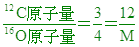 ¹²C原子量/¹⁶O原子量 = 3/4 = 12/M